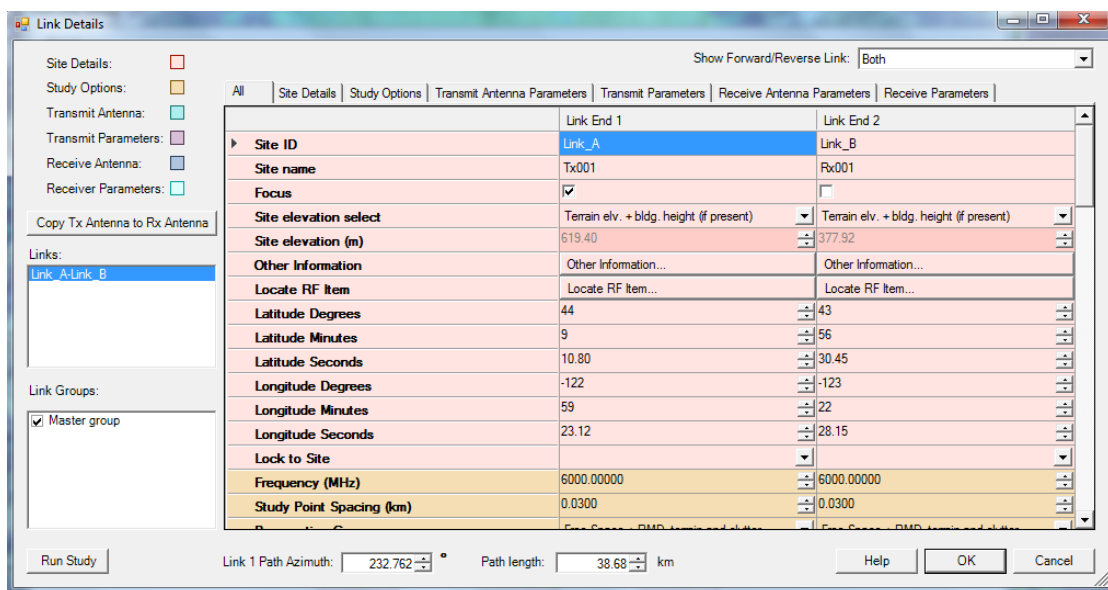 Link Details
Show Forward/Reverse Link: Both
Site Details:
Study Options:
Transmit Antenna:
Transmit Parameters:
Receive Antenna:
Receiver Parameters:
Copy Tx Antenna to Rx Antenna
Links:
Link_A-Link_B
Link Groups:
Master group
All Site Details Study Options Transmit Antenna Parameters Transmit Parameters Receive Antenna Parameters Receive Parameters
Link End 1 Link End 2
Site ID Link_A Link_B
Site name Tx001 Rx001
Focus
Site elevation select Terrain elv. + bldg. height (if present) Terrain elv. + bldg. height (if present)
Site elevation (m) 619.40 377.92
Other Information Other Information... Other Information...
Locate RF Item Locate RF Item... Locate RF Item...
Latitude Degrees 44 43
Latitude Minutes 9 56
Latitude Seconds 10.80 30.45
Longitude Degrees -122 -123
Longitude Minutes 59 22
Longitude Seconds 23.12 28.15
Lock to Site
Frequency (MHz) 6000.00000 6000.00000
Study Point Spacing (km) 0.0300 0.0300
Run Study
Link 1 Path Azimuth: 232.762 °
Path length: 38.68 km
Help OK Cancel